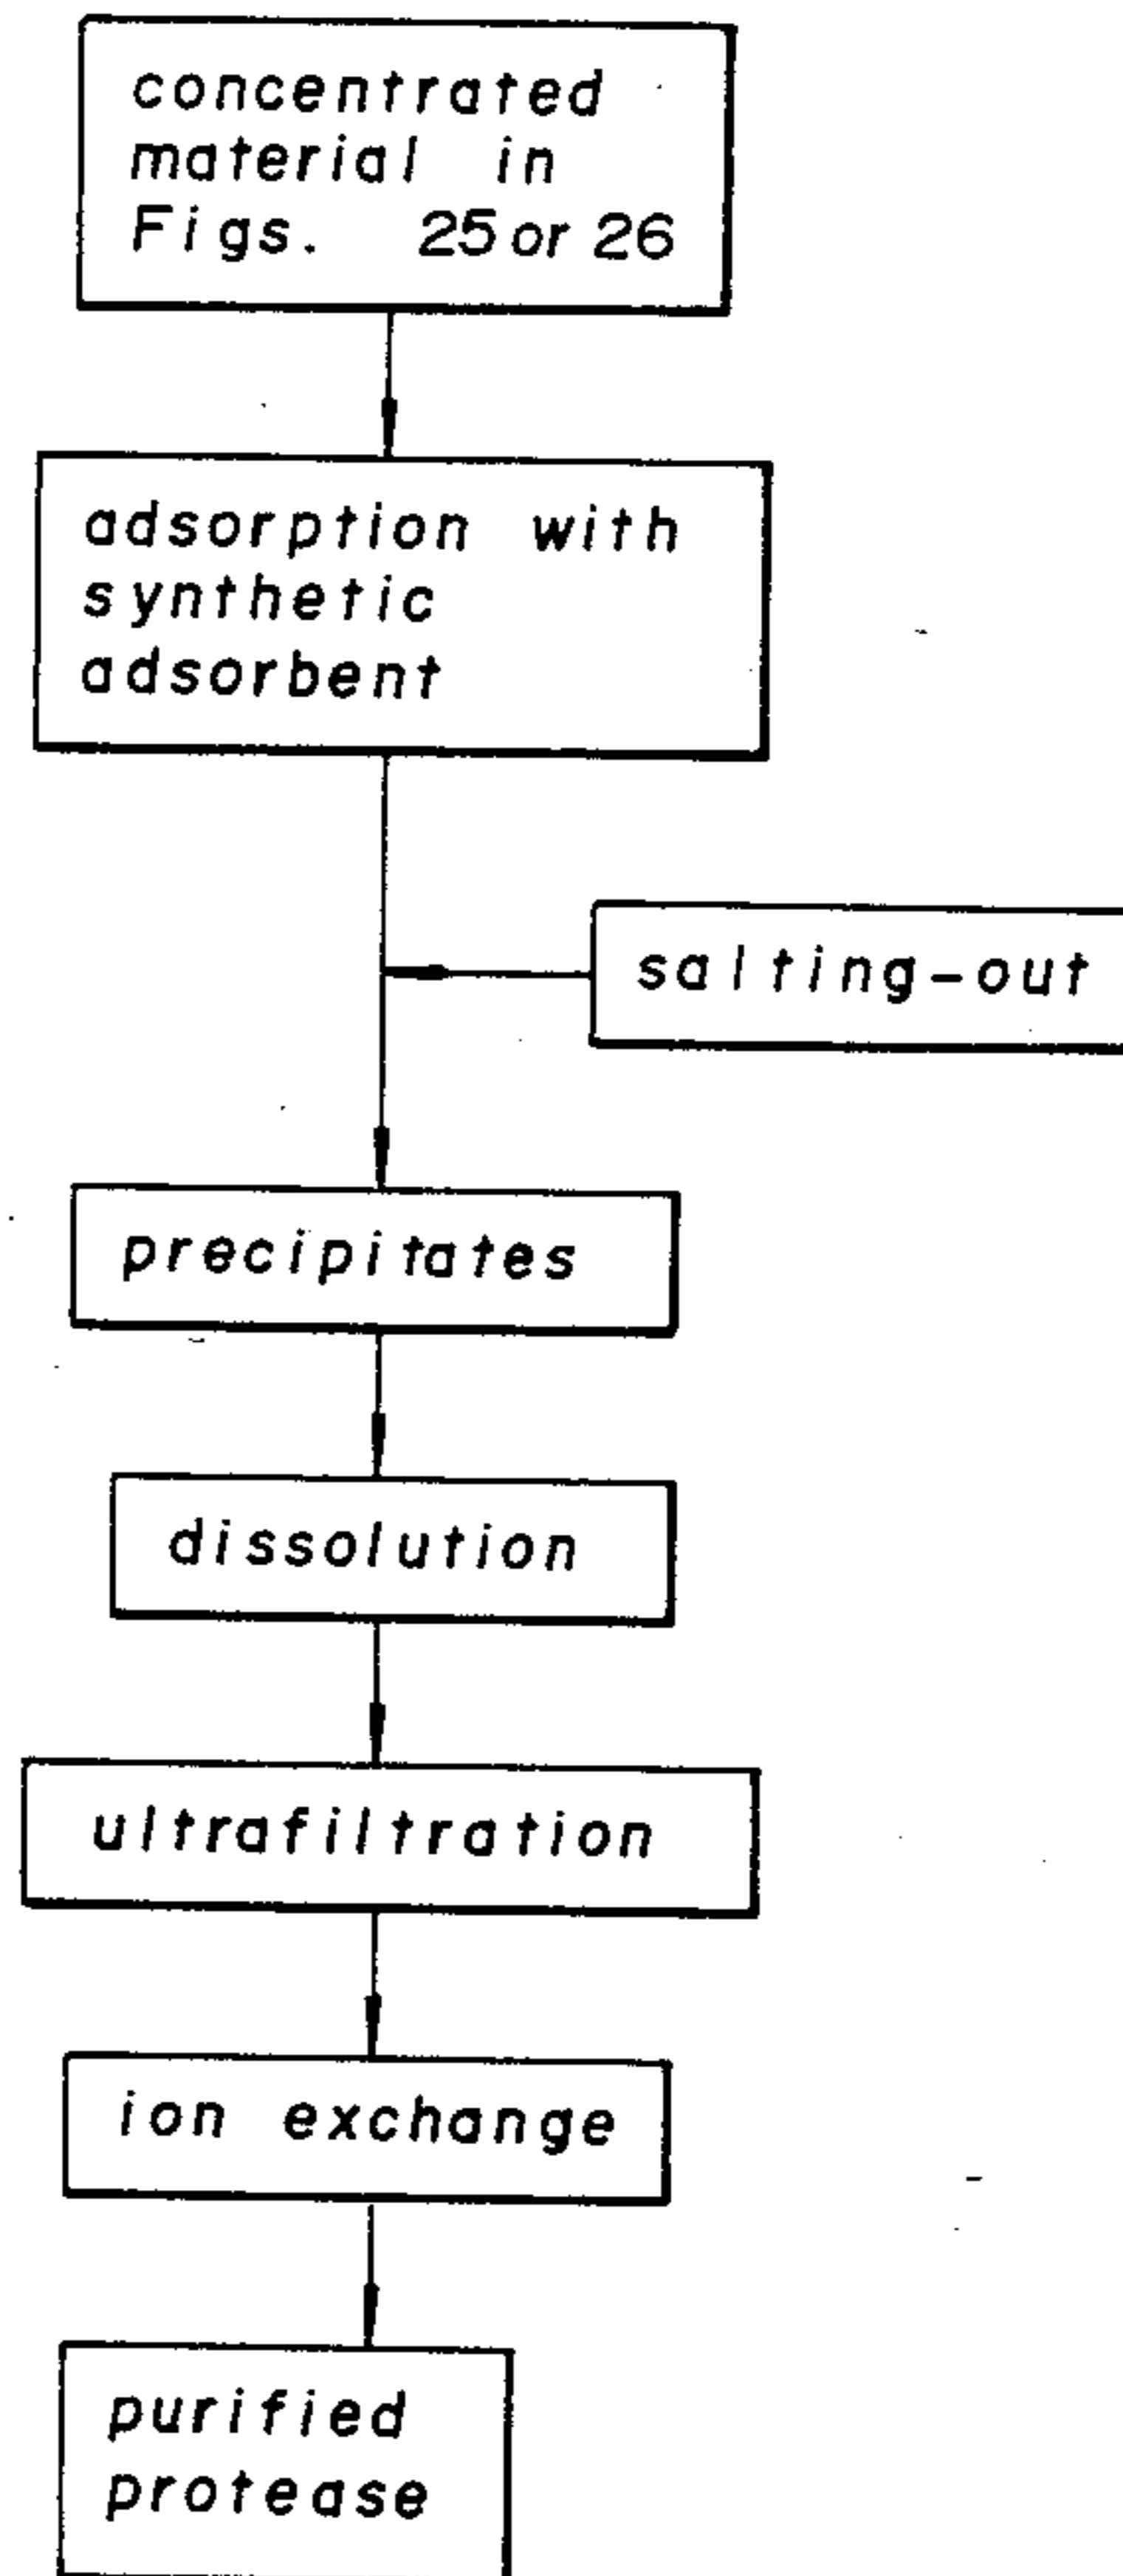 concentrated
material in
Figs. 25 or 26
adsorption with
synthetic
adsorbent
salting-out
precipitates
dissolution
ultrafiltration
ion exchange
purified
protease